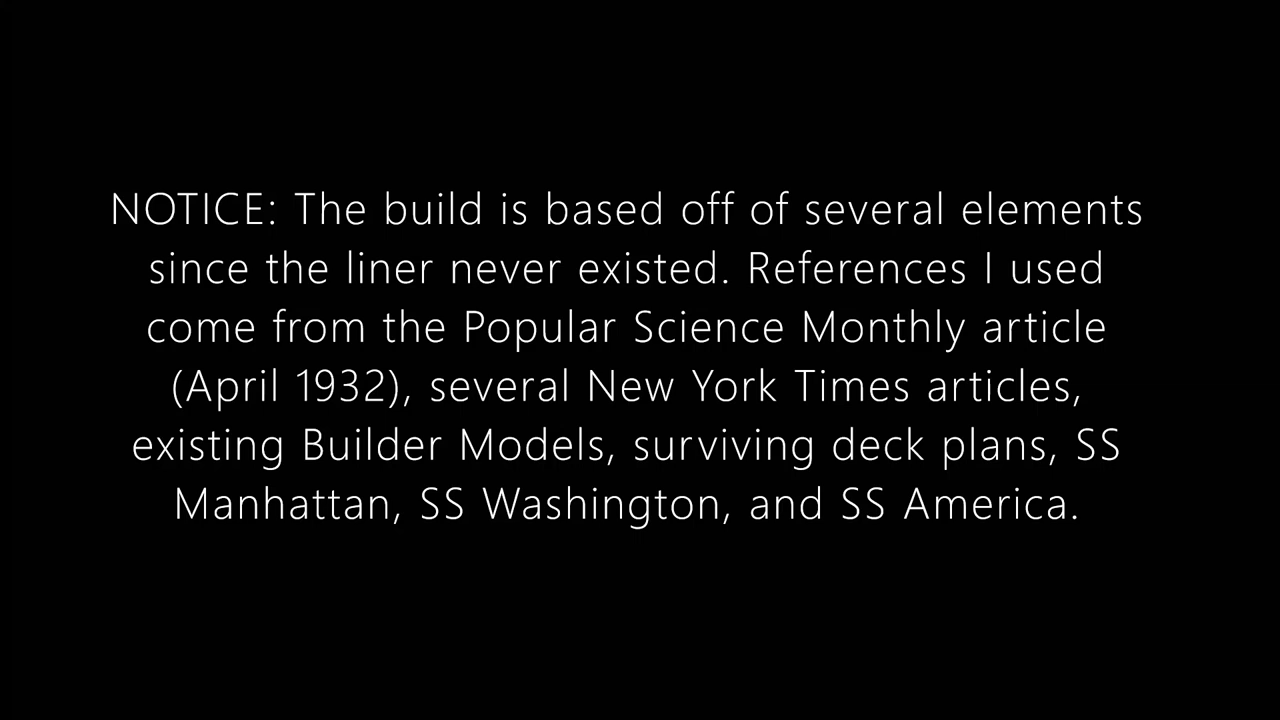 NOTICE: The build is based off of several elements
since the liner never existed. References I used
come from the Popular Science Monthly article
(April 1932), several New York Times articles,
existing Builder Models, surviving deck plans, SS
Manhattan, SS Washington, and SS America.